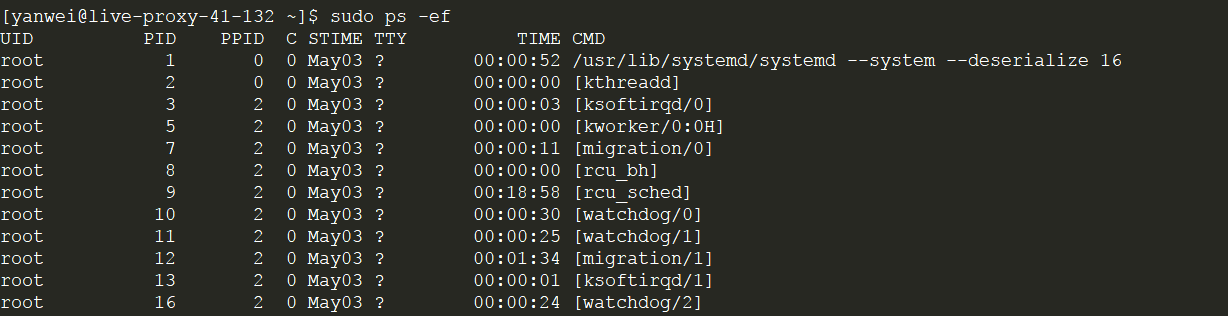 [yanwei@live-proxy-41-132 ~]$ sudo ps -ef
UID        PID  PPID  C STIME TTY          TIME CMD
root         1     0  0 May03 ?        00:00:52 /usr/lib/systemd/systemd --system --deserialize 16
root         2     0  0 May03 ?        00:00:00 [kthreadd]
root         3     2  0 May03 ?        00:00:03 [ksoftirqd/0]
root         5     2  0 May03 ?        00:00:00 [kworker/0:0H]
root         7     2  0 May03 ?        00:00:11 [migration/0]
root         8     2  0 May03 ?        00:00:00 [rcu_bh]
root         9     2  0 May03 ?        00:18:58 [rcu_sched]
root        10     2  0 May03 ?        00:00:30 [watchdog/0]
root        11     2  0 May03 ?        00:00:25 [watchdog/1]
root        12     2  0 May03 ?        00:01:34 [migration/1]
root        13     2  0 May03 ?        00:00:01 [ksoftirqd/1]
root        16     2  0 May03 ?        00:00:24 [watchdog/2]